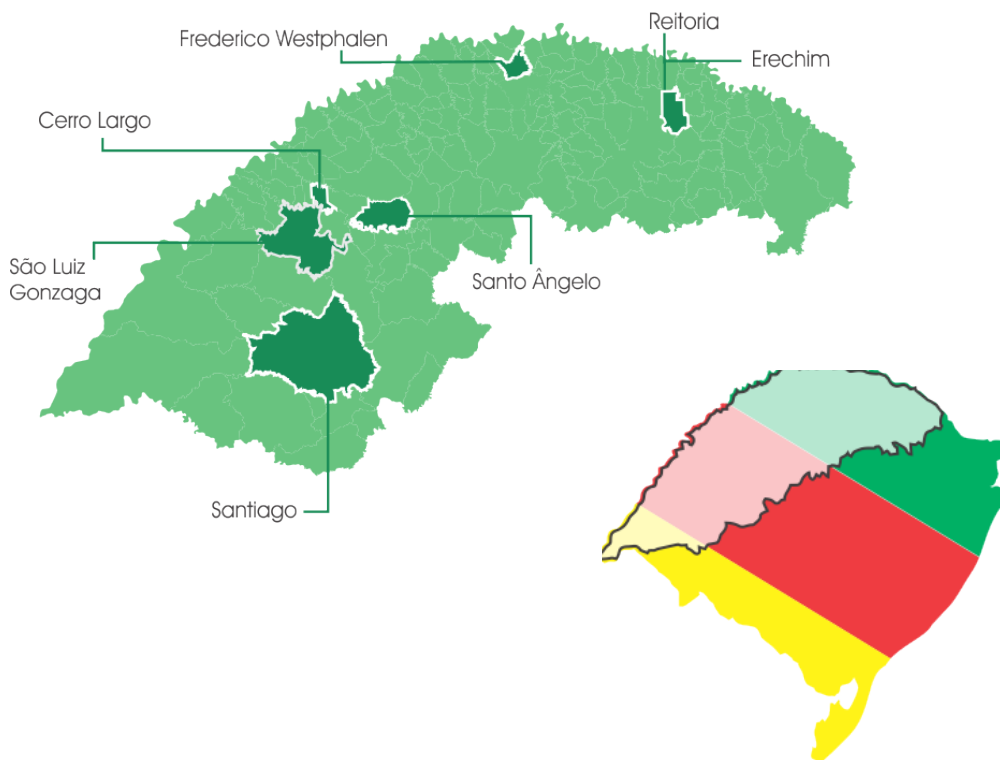 Reitoria
Frederico Westphalen
Erechim
Cerro Largo
São Luiz
Gonzaga
Santo Ângelo
Santiago